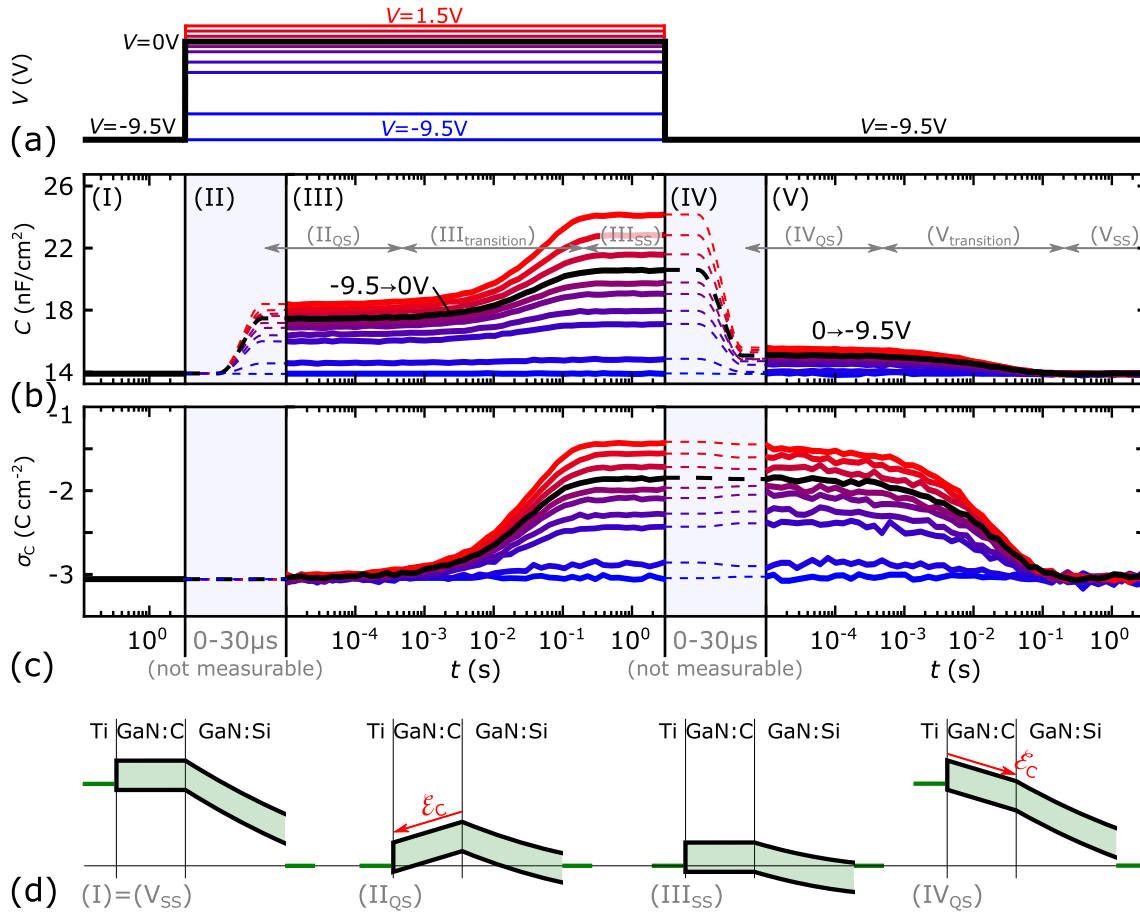 V=1.5V
V=0V
V (V)
V=-9.5V
V=-9.5V
V=-9.5V
(a)
26
22
18
14
C (nF/cm²)
(I)
(II)
(III)
(IV)
(V)
(II_QS)
(III_transition)
(III_SS)
(IV_QS)
(V_transition)
(V_SS)
-9.5→0V
0→-9.5V
(b)
-1
-2
-3
σ_C (C cm⁻²)
10⁰
0-30µs
10⁻⁴
10⁻³
10⁻²
10⁻¹
10⁰
0-30µs
10⁻⁴
10⁻³
10⁻²
10⁻¹
10⁰
(c)
(not measurable)
t (s)
(not measurable)
t (s)
Ti GaN:C GaN:Si
Ti GaN:C GaN:Si
Ti GaN:C GaN:Si
Ti GaN:C GaN:Si
ℰ_C
ℰ_C
(d)
(I)=(V_SS)
(II_QS)
(III_SS)
(IV_QS)